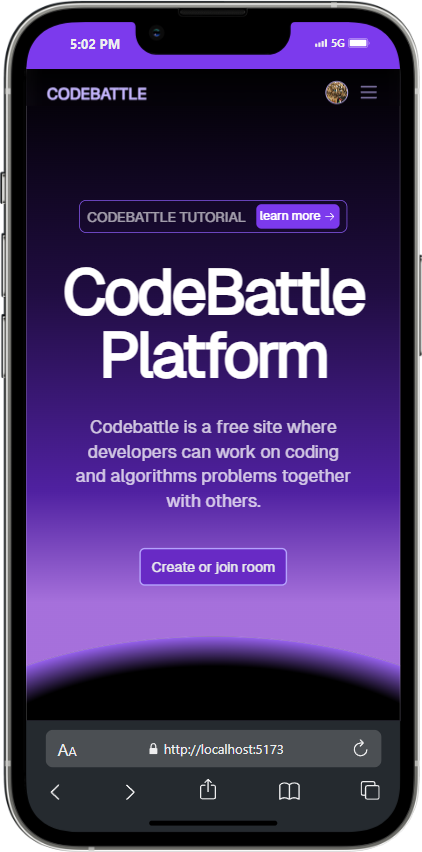 5:02 PM
5G
CODEBATTLE
CODEBATTLE TUTORIAL learn more →
CodeBattle
Platform
Codebattle is a free site where
developers can work on coding
and algorithms problems together
with others.
Create or join room
AA http://localhost:5173